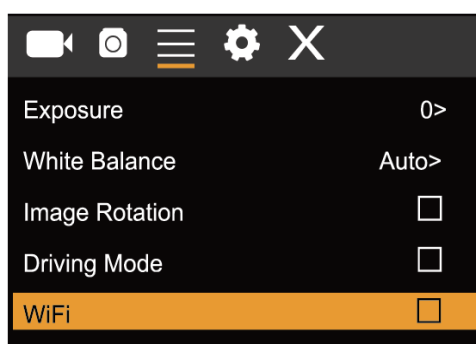 Exposure 0>
White Balance Auto>
Image Rotation
Driving Mode
WiFi